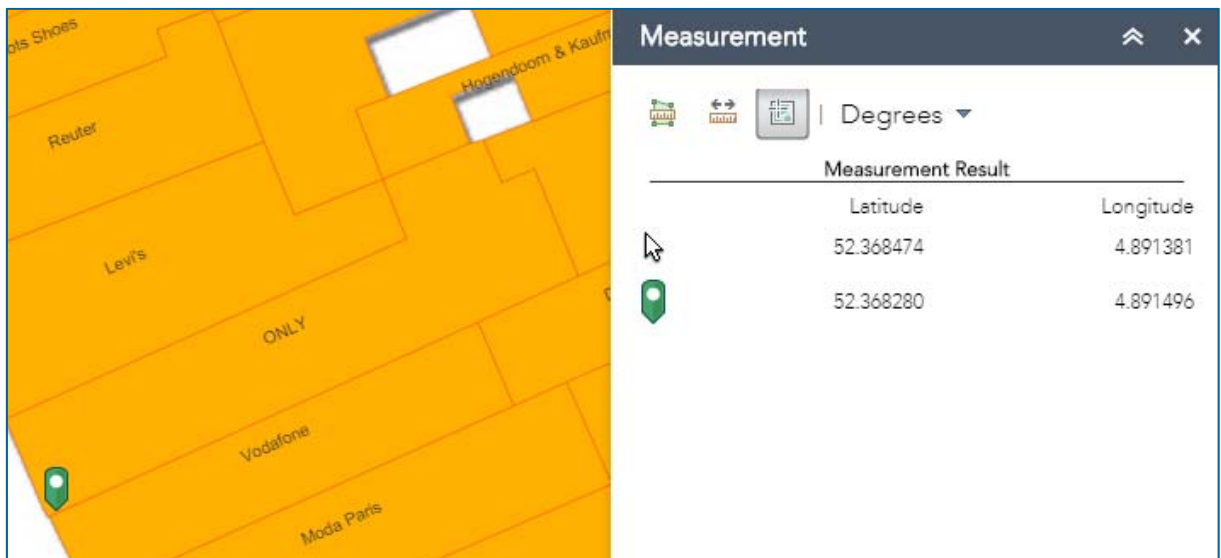 ots Shoes
Reuter
Hogendoorn & Kaufm
Levi's
ONLY
Vodafone
Moda Paris
Measurement
Degrees
Measurement Result
Latitude Longitude
52.368474 4.891381
52.368280 4.891496